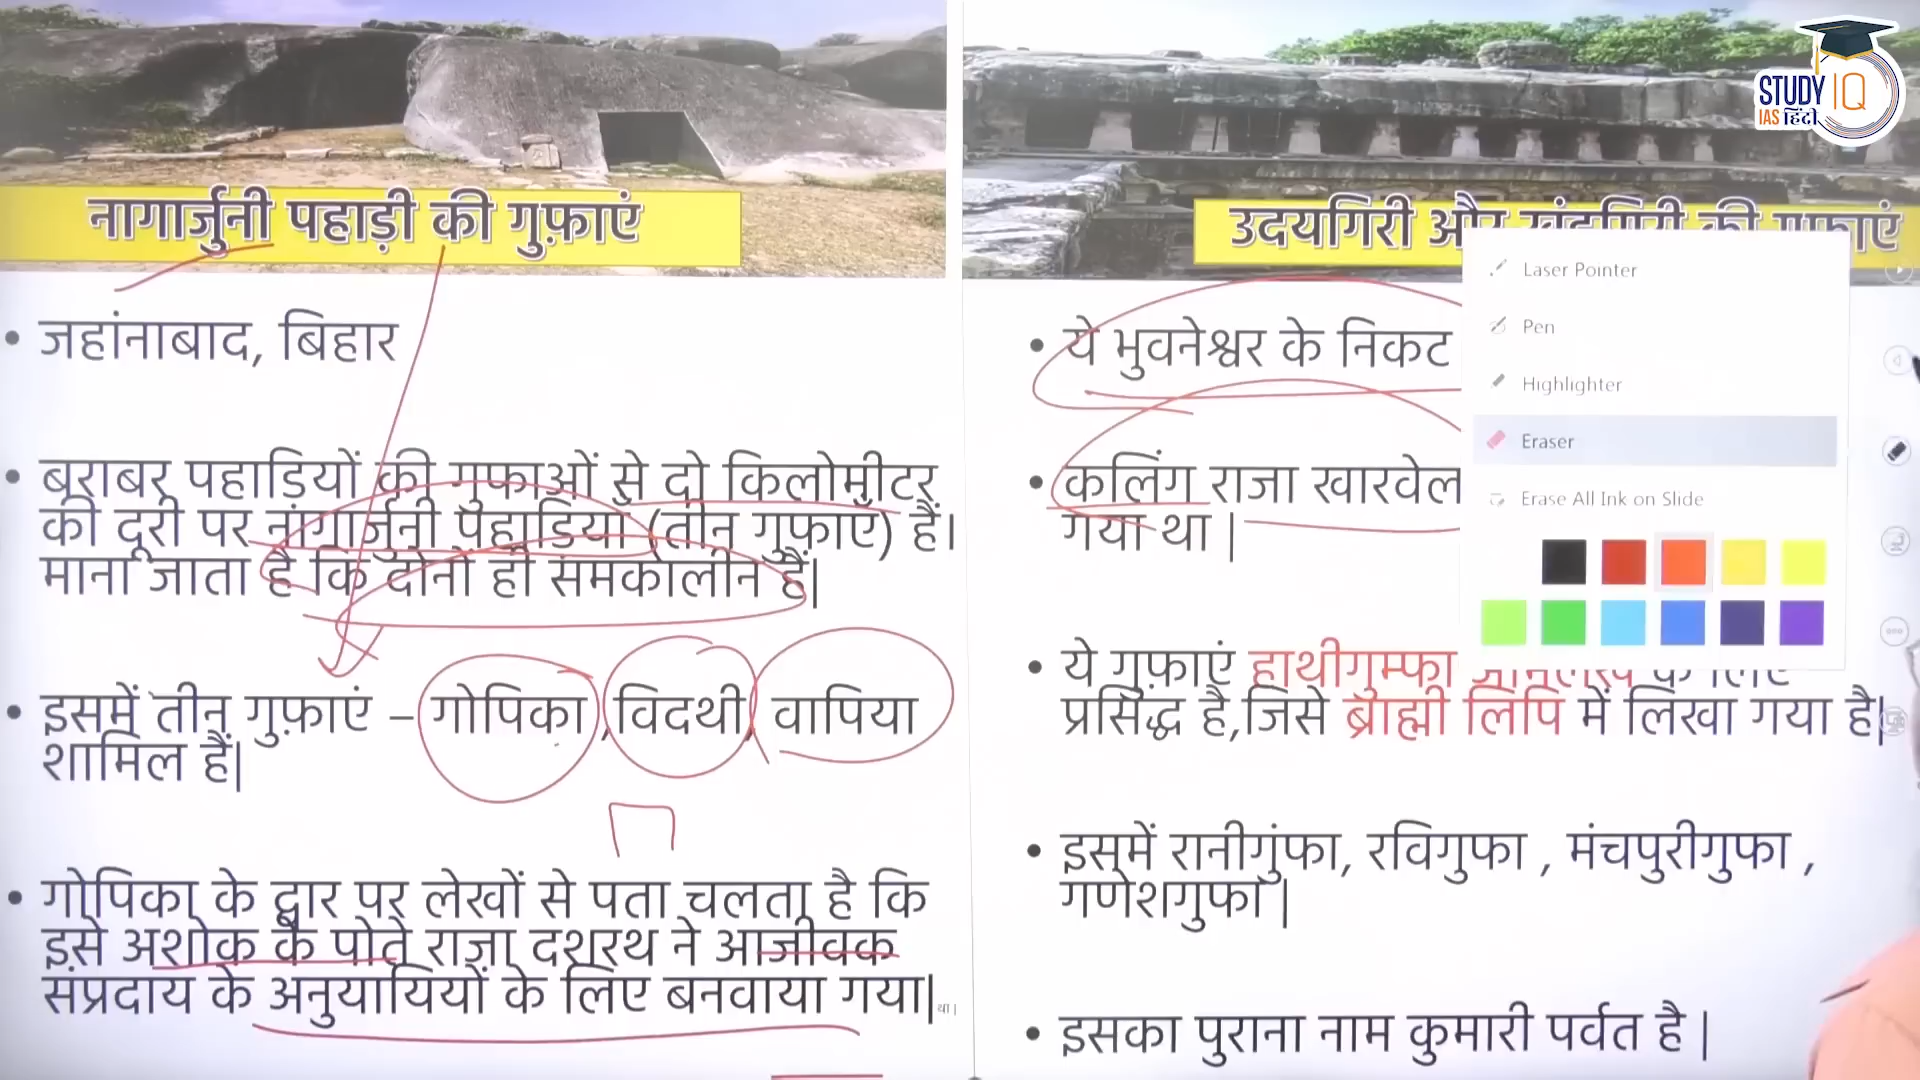 STUDY IQ
IAS हिंदी
नागार्जुनी पहाड़ी की गुफ़ाएं
• जहांनाबाद, बिहार
• बराबर पहाड़ियों की गुफाओं से दो किलोमीटर
की दूरी पर नागार्जुनी पहाड़ियां (तीन गुफाएं) हैं।
माना जाता है कि दोनों ही समकालीन हैं|
• इसमें तीन गुफ़ाएं – गोपिका ,विदथी, वापिया
शामिल हैं|
• गोपिका के द्वार पर लेखों से पता चलता है कि
इसे अशोक के पोते राजा दशरथ ने आजीवक
संप्रदाय के अनुयायियों के लिए बनवाया गया|था|
उदयगिरी और खंडगिरी की गुफ़ाएं
• ये भुवनेश्वर के निकट
• कलिंग राजा खारवेल
गया था |
• ये गुफ़ाएं हाथीगुम्फा
प्रसिद्ध है,जिसे ब्राह्मी लिपि में लिखा गया है|
• इसमें रानीगुंफा, रविगुफा , मंचपुरीगुफा ,
गणेशगुफा |
• इसका पुराना नाम कुमारी पर्वत है |
Laser Pointer
Pen
Highlighter
Eraser
Erase All Ink on Slide